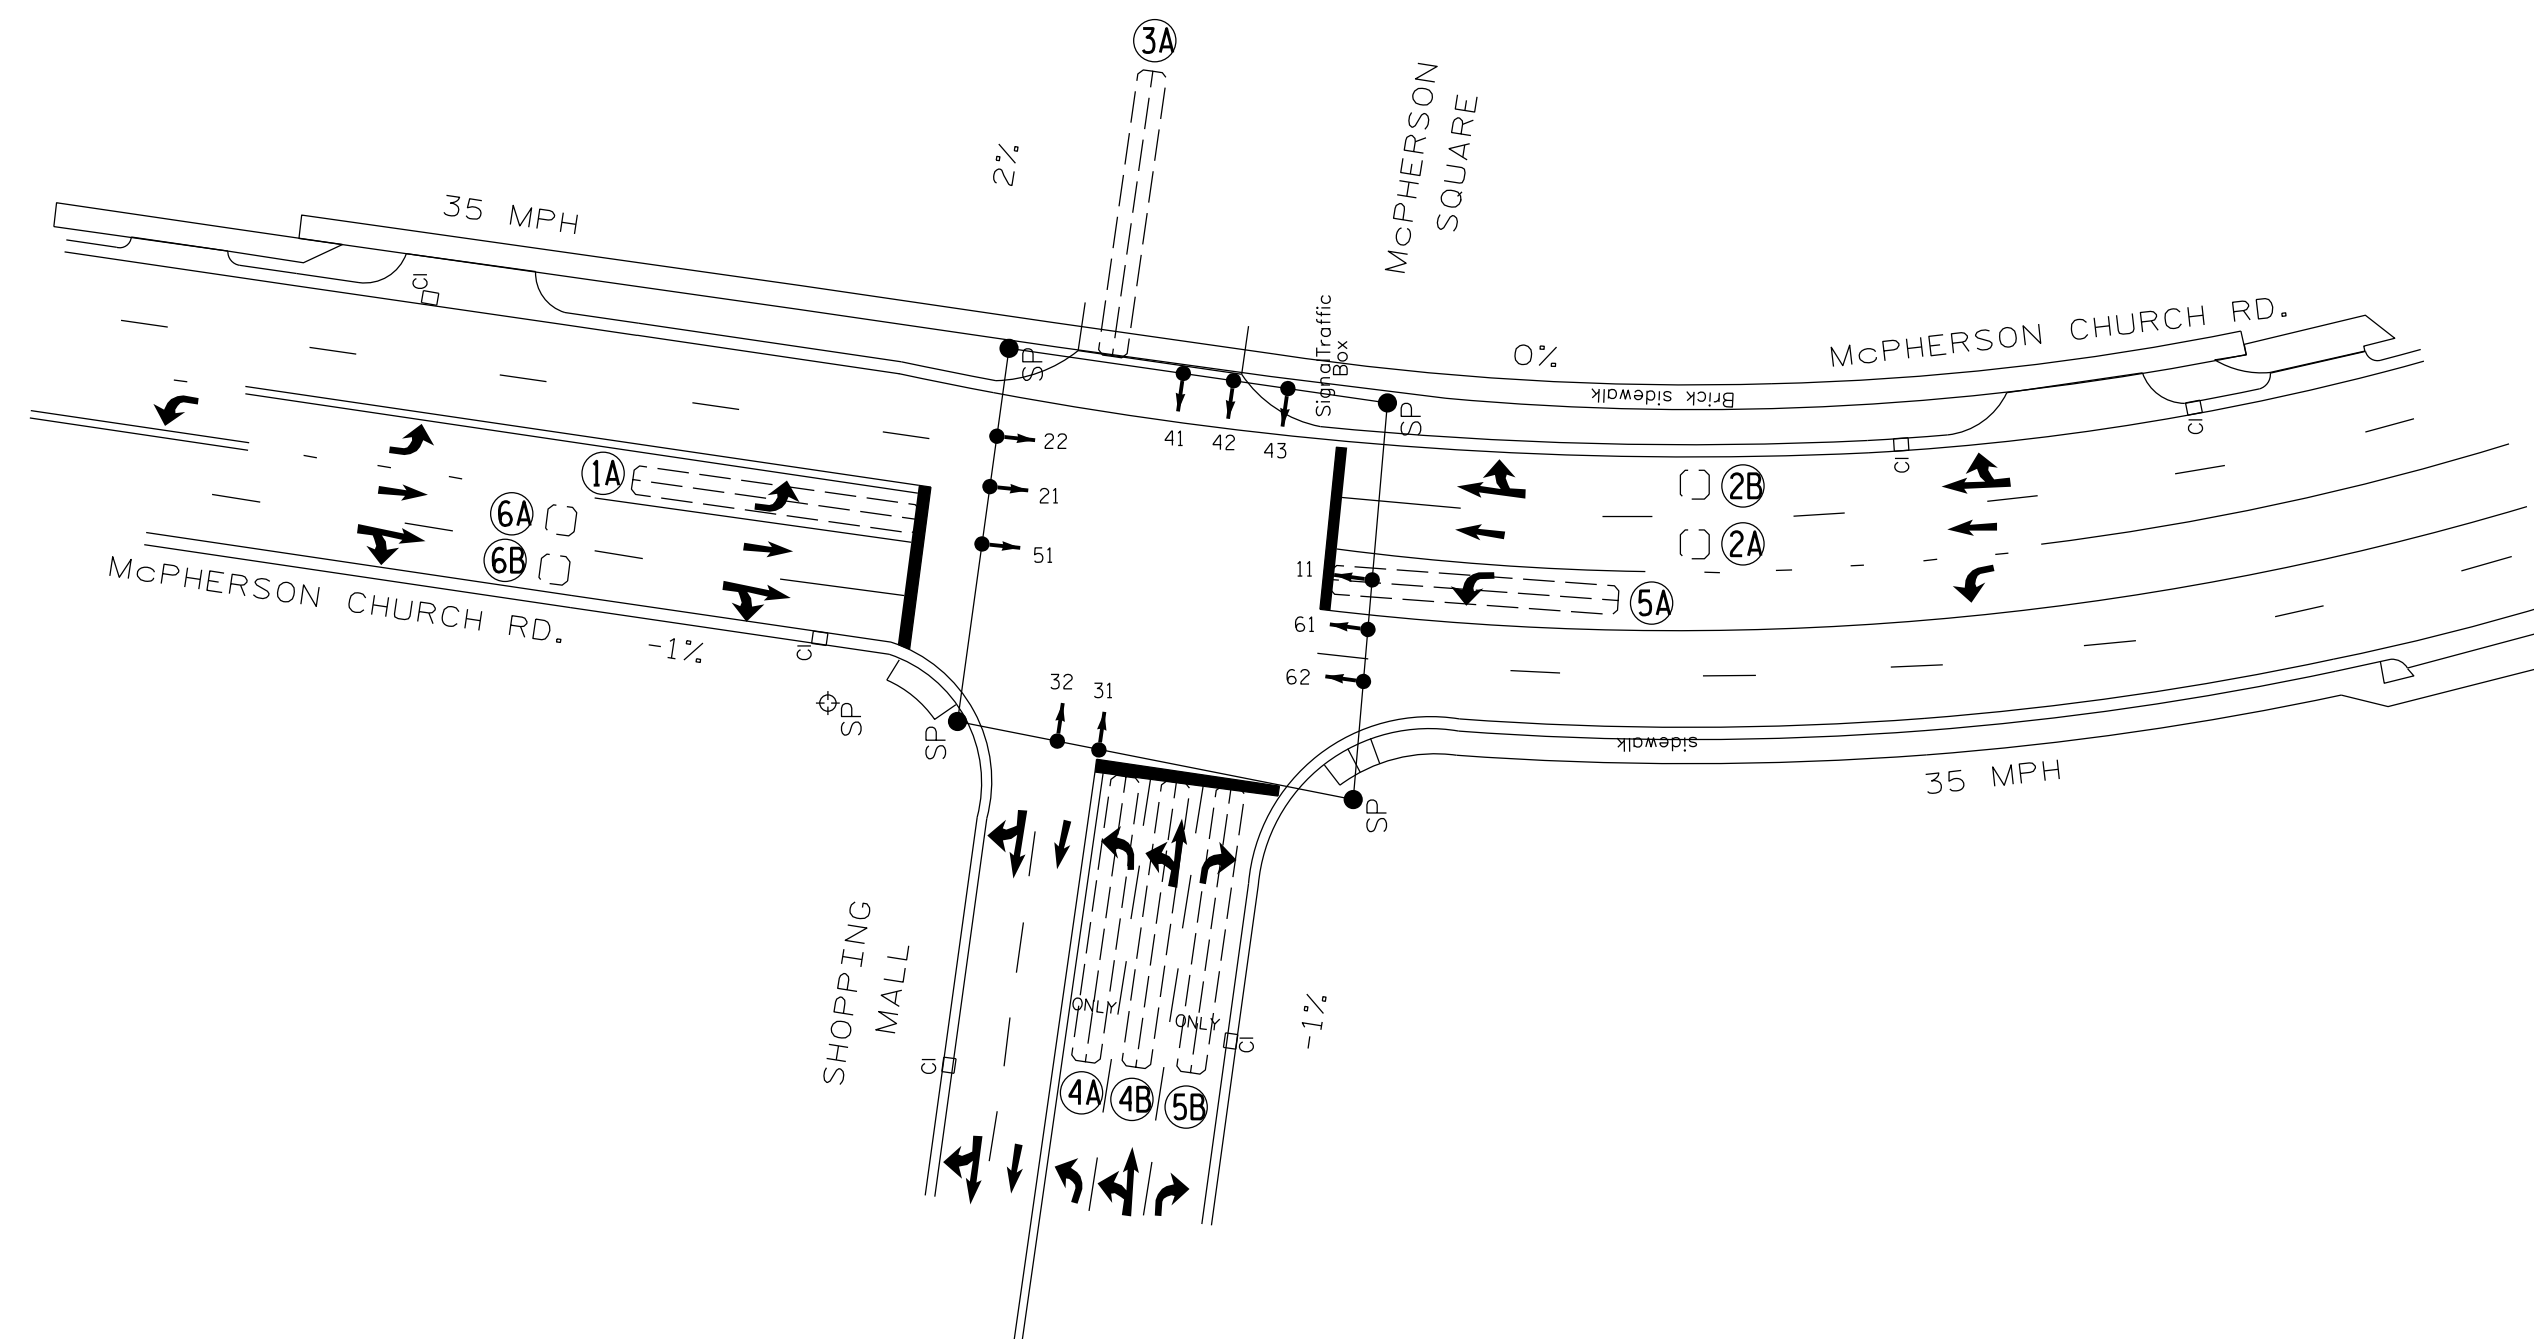 3A
McPHERSON
SQUARE
2%
35 MPH
McPHERSON CHURCH RD.
CI
SP
Traffic
Signal
Box
0%
Brick sidewalk
SP
CI
CI
41
42
43
22
21
51
1A
6A
6B
2B
2A
11
5A
61
62
McPHERSON CHURCH RD.
-1%
CI
SP
SP
32
31
sidewalk
35 MPH
SP
SHOPPING
MALL
ONLY
ONLY
-1%
CI
CI
4A
4B
5B